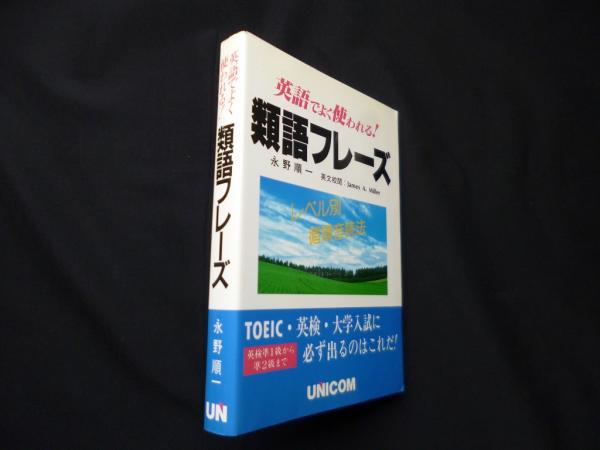 英語でよく使われる!
類語フレーズ
永野順一 英文校閲:James A. Miller
レベル別
循環音読法
TOEIC・英検・大学入試に
必ず出るのはこれだ!
英検準1級から
準2級まで
UNICOM
英語でよく
使われる!
類語フレーズ
永野順一
UN